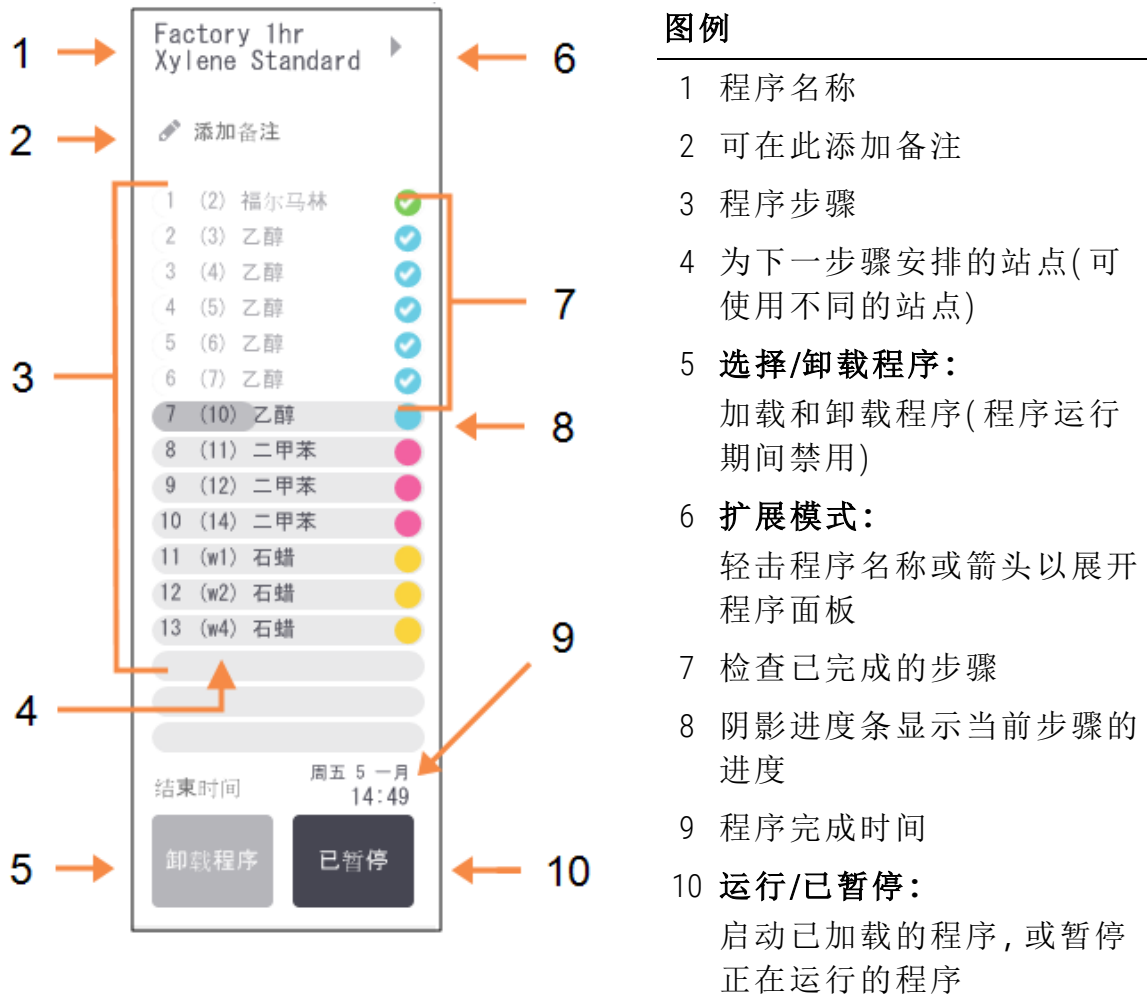 1
Factory 1hr
Xylene Standard
6
2
添加备注
1 (2) 福尔马林
2 (3) 乙醇
3 (4) 乙醇
4 (5) 乙醇
5 (6) 乙醇
6 (7) 乙醇
7 (10) 乙醇
8 (11) 二甲苯
9 (12) 二甲苯
10 (14) 二甲苯
11 (w1) 石蜡
12 (w2) 石蜡
13 (w4) 石蜡
3
7
8
9
4
结束时间
周五 5 一月
14:49
5
卸载程序
已暂停
10
图例
1 程序名称
2 可在此添加备注
3 程序步骤
4 为下一步骤安排的站点(可
使用不同的站点)
5 选择/卸载程序:
加载和卸载程序(程序运行
期间禁用)
6 扩展模式:
轻击程序名称或箭头以展开
程序面板
7 检查已完成的步骤
8 阴影进度条显示当前步骤的
进度
9 程序完成时间
10 运行/已暂停:
启动已加载的程序,或暂停
正在运行的程序